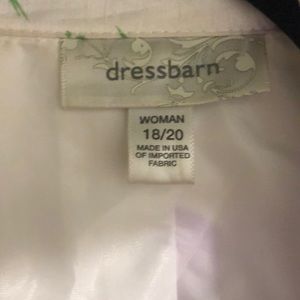 dressbarn
WOMAN
18/20
MADE IN USA
OF IMPORTED
FABRIC